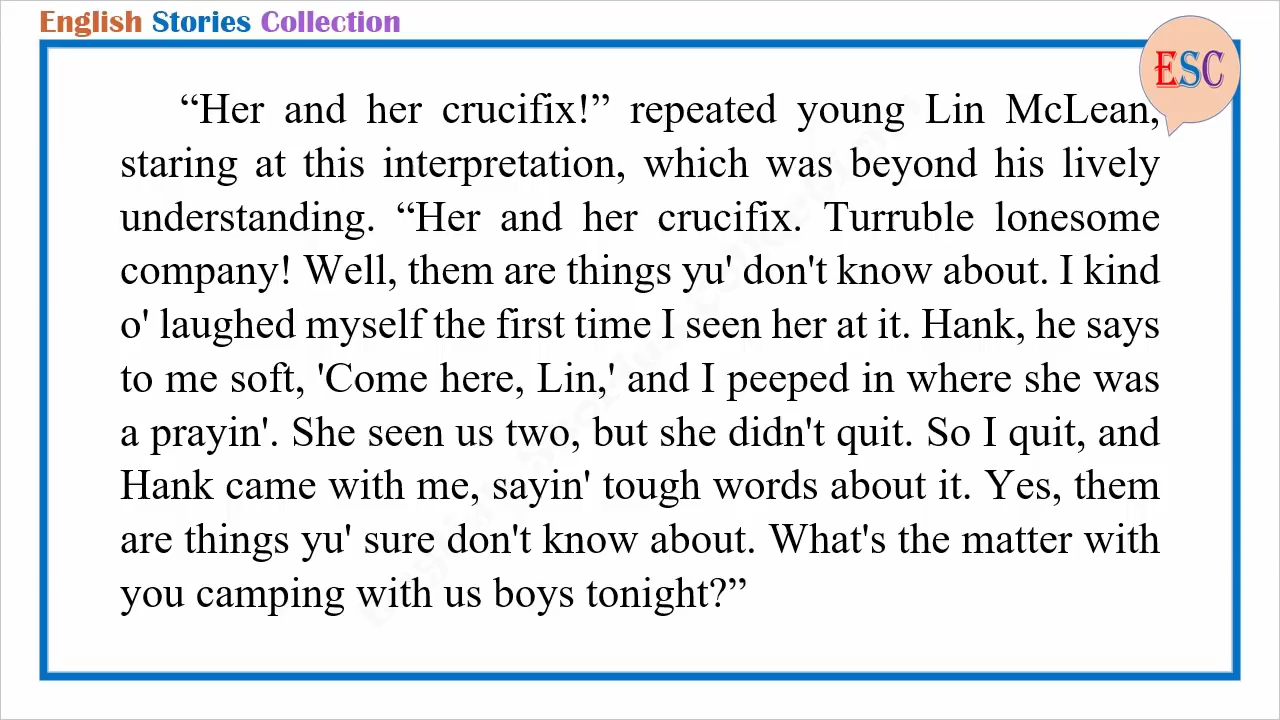 English Stories Collection
ESC
“Her and her crucifix!” repeated young Lin McLean,
staring at this interpretation, which was beyond his lively
understanding. “Her and her crucifix. Turruble lonesome
company! Well, them are things yu' don't know about. I kind
o' laughed myself the first time I seen her at it. Hank, he says
to me soft, 'Come here, Lin,' and I peeped in where she was
a prayin'. She seen us two, but she didn't quit. So I quit, and
Hank came with me, sayin' tough words about it. Yes, them
are things yu' sure don't know about. What's the matter with
you camping with us boys tonight?”